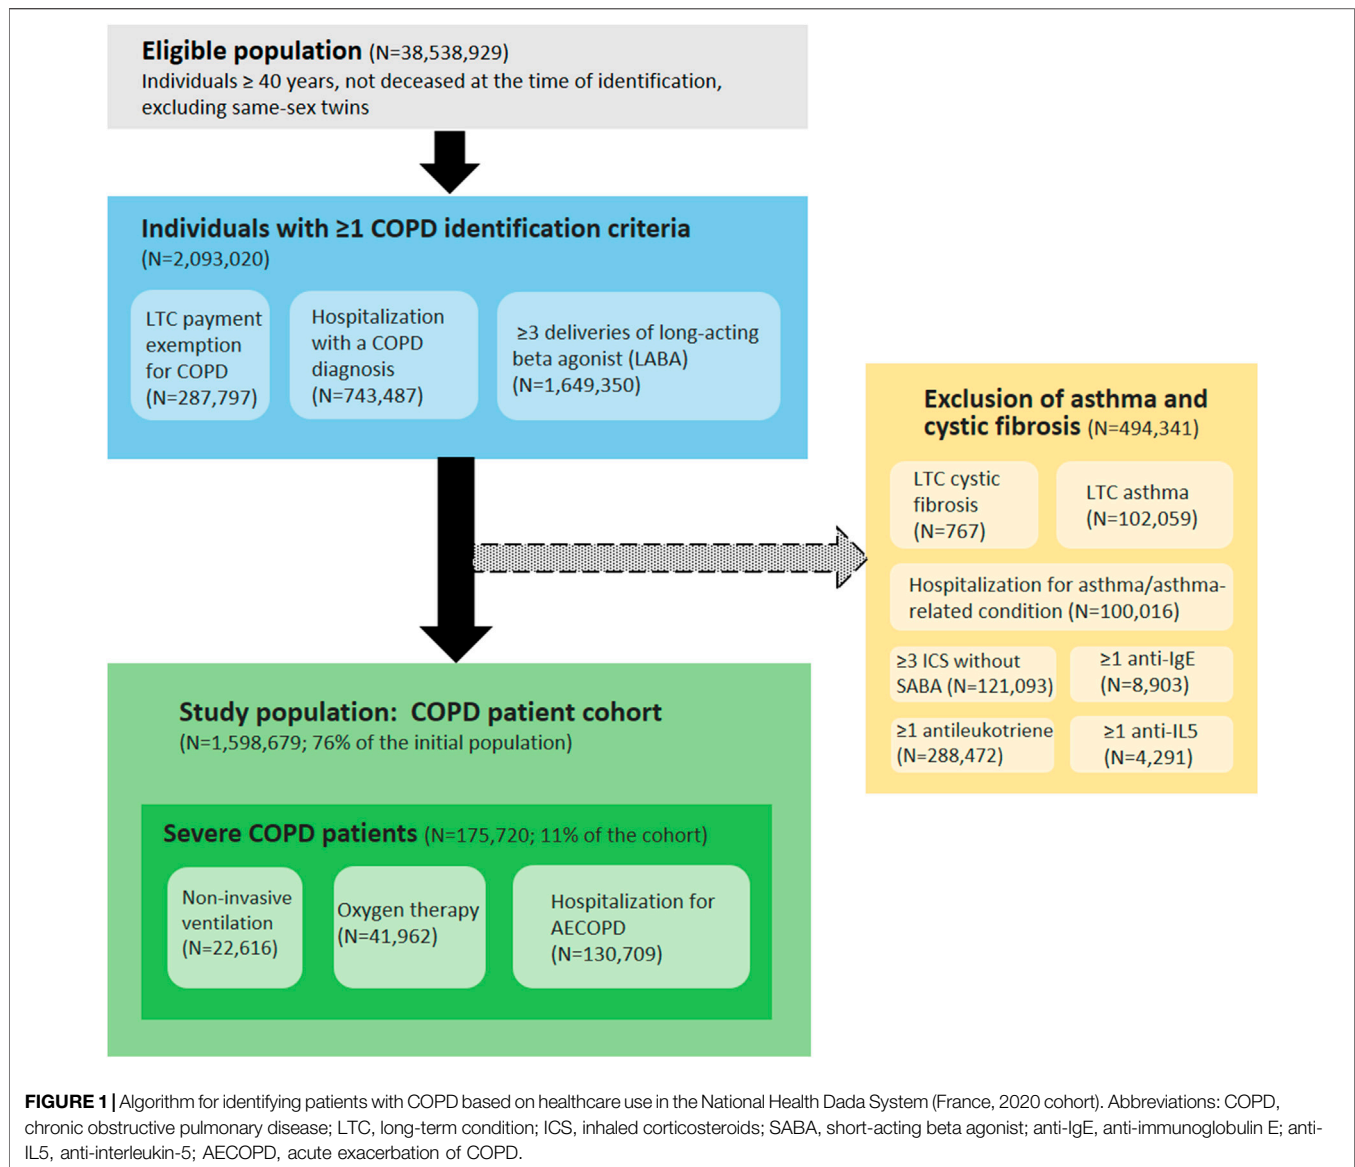 Eligible population (N=38,538,929)
Individuals ≥ 40 years, not deceased at the time of identification,
excluding same-sex twins
Individuals with ≥1 COPD identification criteria
(N=2,093,020)
LTC payment
exemption
for COPD
(N=287,797)
Hospitalization
with a COPD
diagnosis
(N=743,487)
≥3 deliveries of long-acting
beta agonist (LABA)
(N=1,649,350)
Exclusion of asthma and
cystic fibrosis (N=494,341)
LTC cystic
fibrosis
(N=767)
LTC asthma
(N=102,059)
Hospitalization for asthma/asthma-
related condition (N=100,016)
≥3 ICS without
SABA (N=121,093)
≥1 anti-IgE
(N=8,903)
≥1 antileukotriene
(N=288,472)
≥1 anti-IL5
(N=4,291)
Study population:  COPD patient cohort
(N=1,598,679; 76% of the initial population)
Severe COPD patients (N=175,720; 11% of the cohort)
Non-invasive
ventilation
(N=22,616)
Oxygen therapy
(N=41,962)
Hospitalization for
AECOPD
(N=130,709)
FIGURE 1 | Algorithm for identifying patients with COPD based on healthcare use in the National Health Dada System (France, 2020 cohort). Abbreviations: COPD,
chronic obstructive pulmonary disease; LTC, long-term condition; ICS, inhaled corticosteroids; SABA, short-acting beta agonist; anti-IgE, anti-immunoglobulin E; anti-
IL5, anti-interleukin-5; AECOPD, acute exacerbation of COPD.